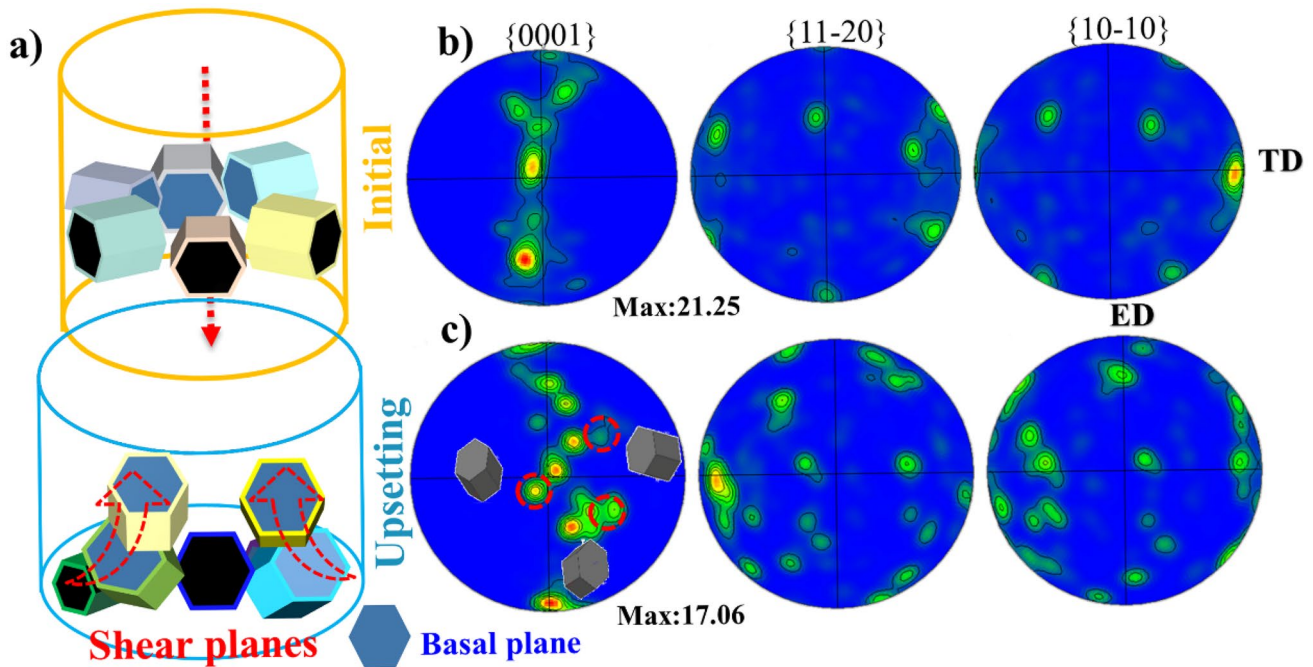 a)
Initial
Upsetting
Shear planes
Basal plane
b)
{0001}
{11-20}
{10-10}
TD
Max:21.25
ED
c)
Max:17.06